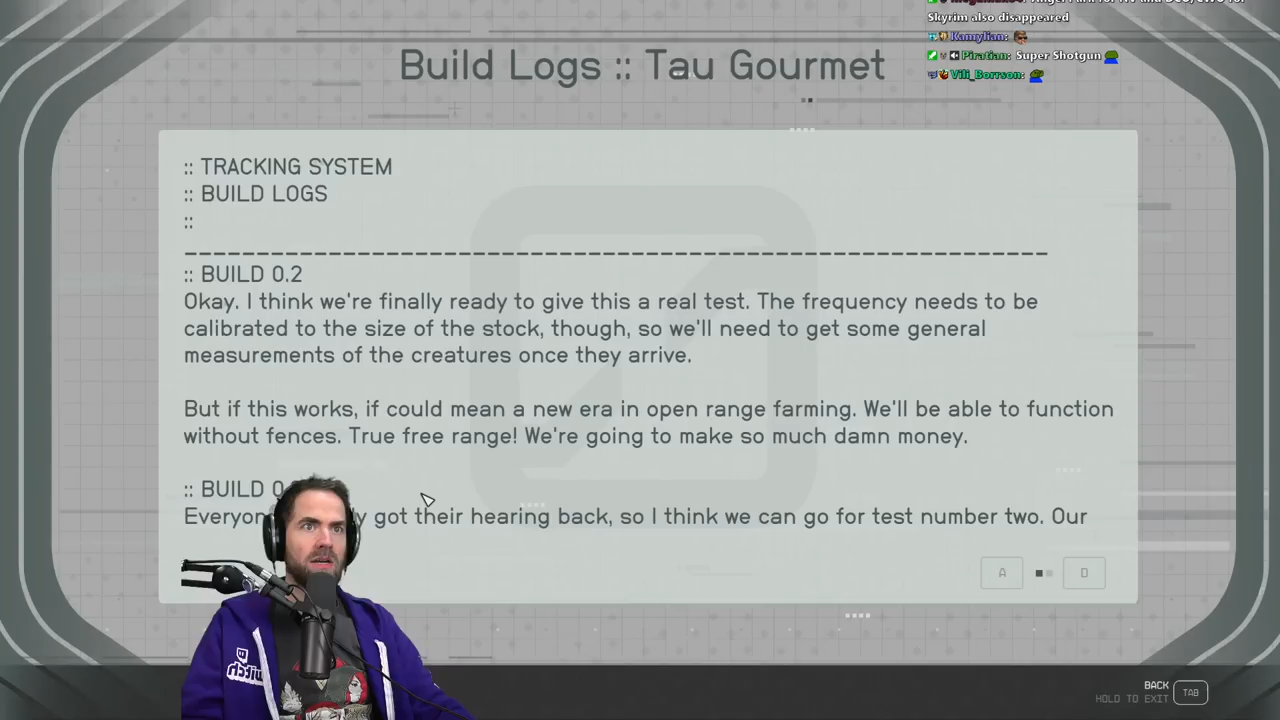 Skyrim also disappeared
Kamylian:
Piratian: Super Shotgun
Vili_Borrson:
Build Logs :: Tau Gourmet
:: TRACKING SYSTEM
:: BUILD LOGS
::
:: BUILD 0.2
Okay. I think we're finally ready to give this a real test. The frequency needs to be
calibrated to the size of the stock, though, so we'll need to get some general
measurements of the creatures once they arrive.
But if this works, if could mean a new era in open range farming. We'll be able to function
without fences. True free range! We're going to make so much damn money.
:: BUILD 0
Everyon y got their hearing back, so I think we can go for test number two. Our
A
D
BACK
HOLD TO EXIT
TAB